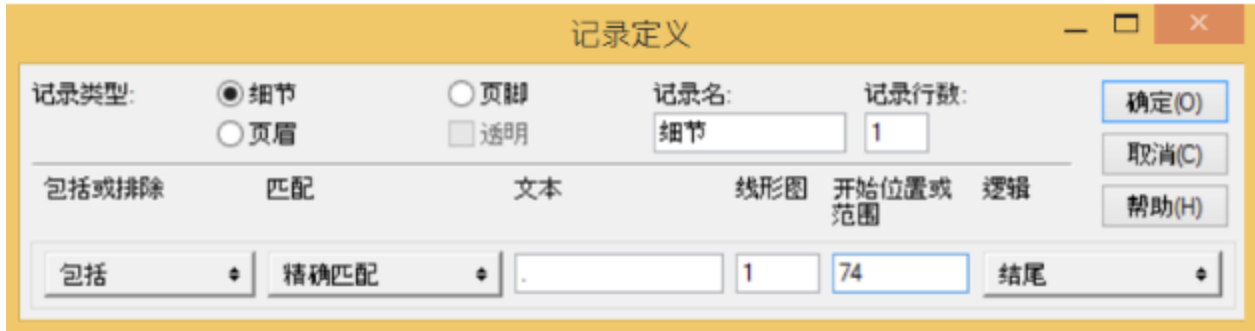 记录定义
记录类型: 细节 页脚 记录名: 记录行数: 确定(O)
页眉 透明 细节 1 取消(C)
包括或排除 匹配 文本 线形图 开始位置或范围 逻辑 帮助(H)
包括 精确匹配 . 1 74 结尾